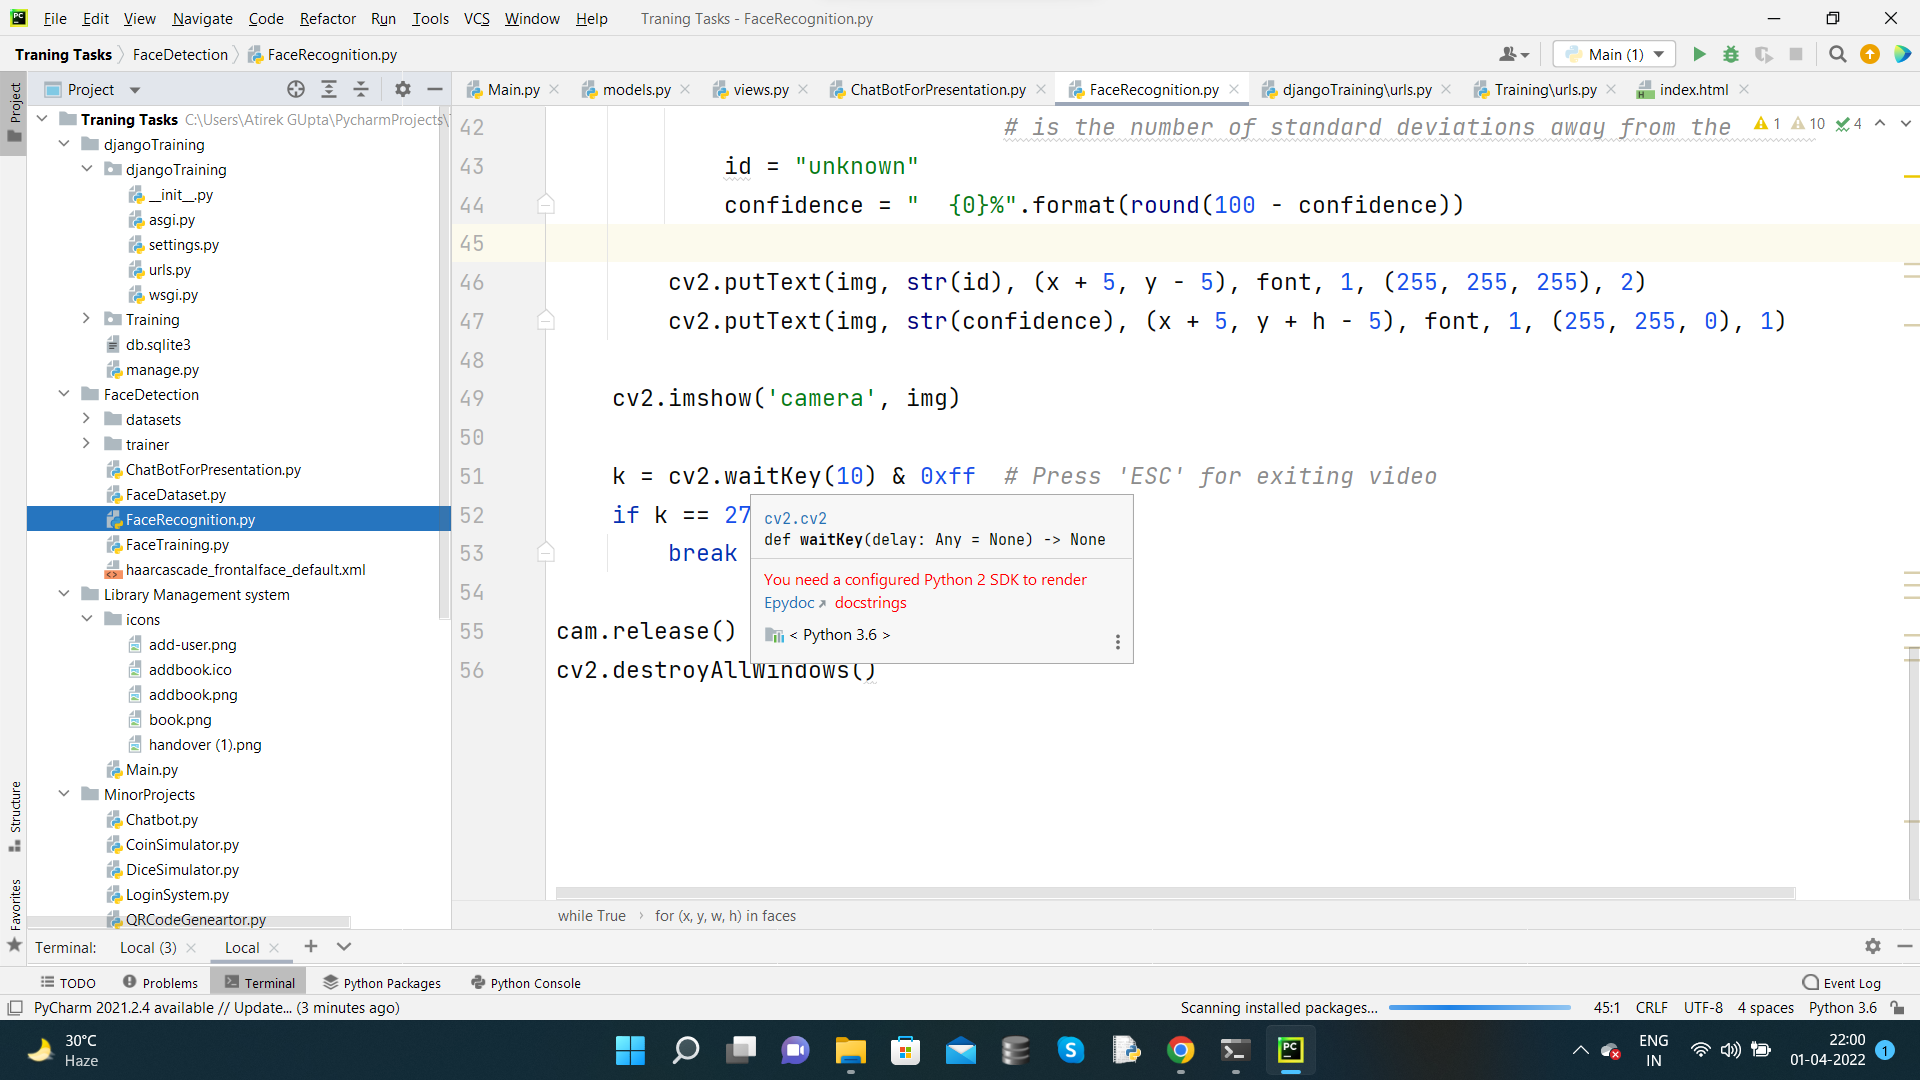 File Edit View Navigate Code Refactor Run Tools VCS Window Help Traning Tasks - FaceRecognition.py
Traning Tasks FaceDetection FaceRecognition.py Main (1)
Project
Main.py models.py views.py ChatBotForPresentation.py FaceRecognition.py djangoTraining\urls.py Training\urls.py index.html
Project
Structure
Favorites
Traning Tasks C:\Users\Atirek GUpta\PycharmProjects\
djangoTraining
djangoTraining
__init__.py
asgi.py
settings.py
urls.py
wsgi.py
Training
db.sqlite3
manage.py
FaceDetection
datasets
trainer
ChatBotForPresentation.py
FaceDataset.py
FaceRecognition.py
FaceTraining.py
haarcascade_frontalface_default.xml
Library Management system
icons
add-user.png
addbook.ico
addbook.png
book.png
handover (1).png
Main.py
MinorProjects
Chatbot.py
CoinSimulator.py
DiceSimulator.py
LoginSystem.py
QRCodeGeneartor.py
1 10 4
42 # is the number of standard deviations away from the
43 id = "unknown"
44 confidence = "  {0}%".format(round(100 - confidence))
45
46 cv2.putText(img, str(id), (x + 5, y - 5), font, 1, (255, 255, 255), 2)
47 cv2.putText(img, str(confidence), (x + 5, y + h - 5), font, 1, (255, 255, 0), 1)
48
49 cv2.imshow('camera', img)
50
51 k = cv2.waitKey(10) & 0xff  # Press 'ESC' for exiting video
52 if k == 27
53 break
54
55 cam.release()
56 cv2.destroyAllWindows()
cv2.cv2
def waitKey(delay: Any = None) -> None
You need a configured Python 2 SDK to render
Epydoc docstrings
< Python 3.6 >
while True for (x, y, w, h) in faces
Terminal: Local (3) Local
TODO Problems Terminal Python Packages Python Console Event Log
PyCharm 2021.2.4 available // Update... (3 minutes ago) Scanning installed packages... 45:1 CRLF UTF-8 4 spaces Python 3.6
30°C
Haze
ENG
IN
22:00
01-04-2022
1